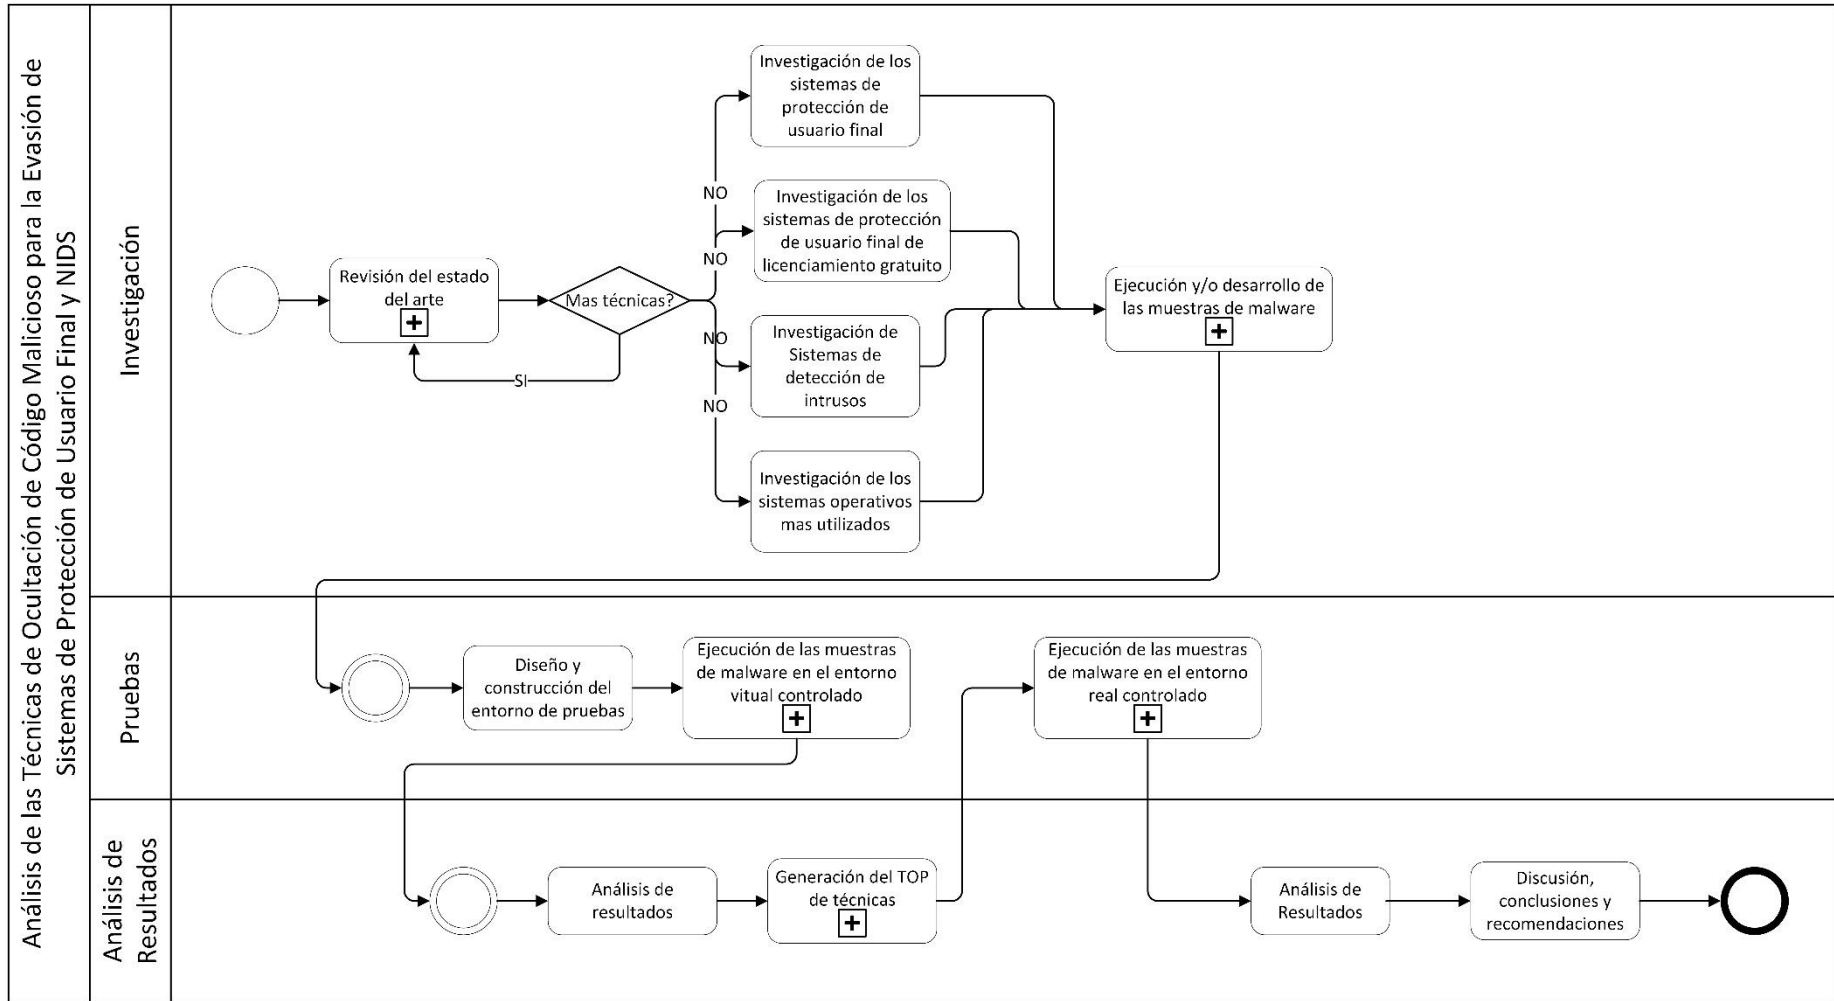 Análisis de las Técnicas de Ocultación de Código Malicioso para la Evasión de
Sistemas de Protección de Usuario Final y NIDS
Investigación
Revisión del estado
del arte
Mas técnicas?
SI
NO
NO
NO
NO
Investigación de los
sistemas de
protección de
usuario final
Investigación de los
sistemas de protección
de usuario final de
licenciamiento gratuito
Investigación de
Sistemas de
detección de
intrusos
Investigación de los
sistemas operativos
mas utilizados
Ejecución y/o desarrollo de
las muestras de malware
Pruebas
Diseño y
construcción del
entorno de pruebas
Ejecución de las muestras
de malware en el entorno
vitual controlado
Ejecución de las muestras
de malware en el entorno
real controlado
Análisis de
Resultados
Análisis de
resultados
Generación del TOP
de técnicas
Análisis de
Resultados
Discusión,
conclusiones y
recomendaciones